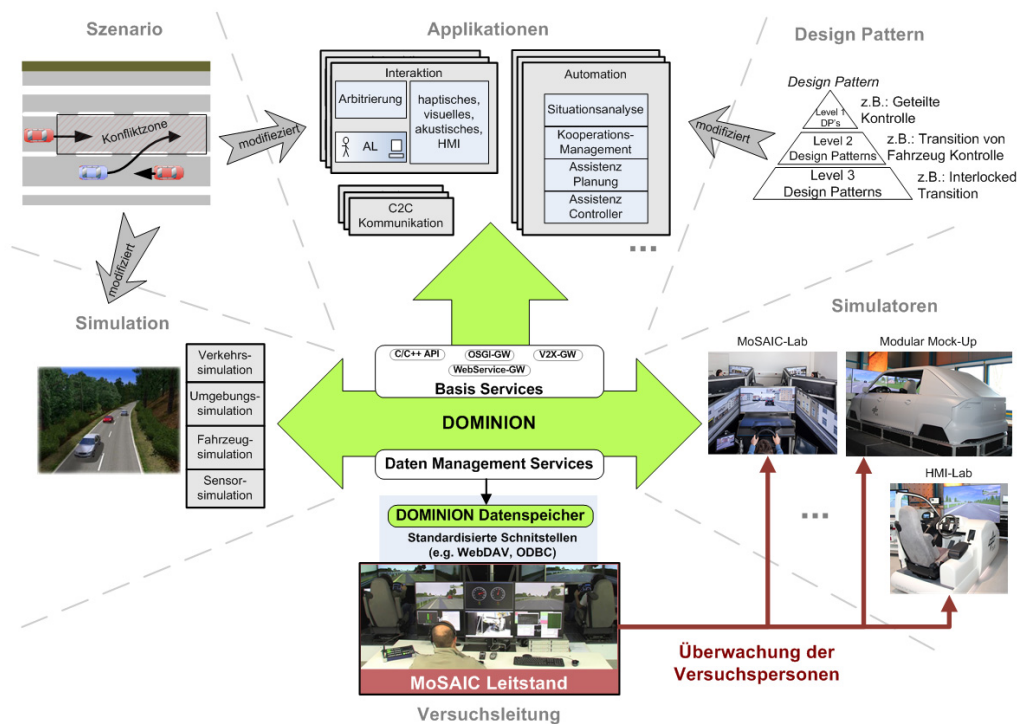 Szenario
Applikationen
Design Pattern
Konfliktzone
modifiziert
modifiziert
Interaktion
Arbitrierung
AL
haptisches,
visuelles,
akustisches,
HMI
C2C
Kommunikation
Automation
Situationsanalyse
Kooperations-
Management
Assistenz
Planung
Assistenz
Controller
...
modifiziert
Design Pattern
Level 1
DP's
Level 2
Design Patterns
Level 3
Design Patterns
z.B.: Geteilte
Kontrolle
z.B.: Transition von
Fahrzeug Kontrolle
z.B.: Interlocked
Transition
Simulation
Verkehrs-
simulation
Umgebungs-
simulation
Fahrzeug-
simulation
Sensor-
simulation
C/C++ API
OSGI-GW
V2X-GW
WebService-GW
Basis Services
DOMINION
Daten Management Services
DOMINION Datenspeicher
Standardisierte Schnitstellen
(e.g. WebDAV, ODBC)
MoSAIC Leitstand
Versuchsleitung
Simulatoren
MoSAIC-Lab
Modular Mock-Up
HMI-Lab
...
Überwachung der
Versuchspersonen